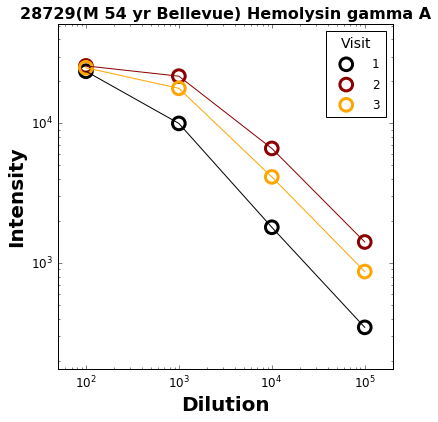 28729(M 54 yr Bellevue) Hemolysin gamma A
Visit
1
2
3
Intensity
10⁴
10³
10² 10³ 10⁴ 10⁵
Dilution